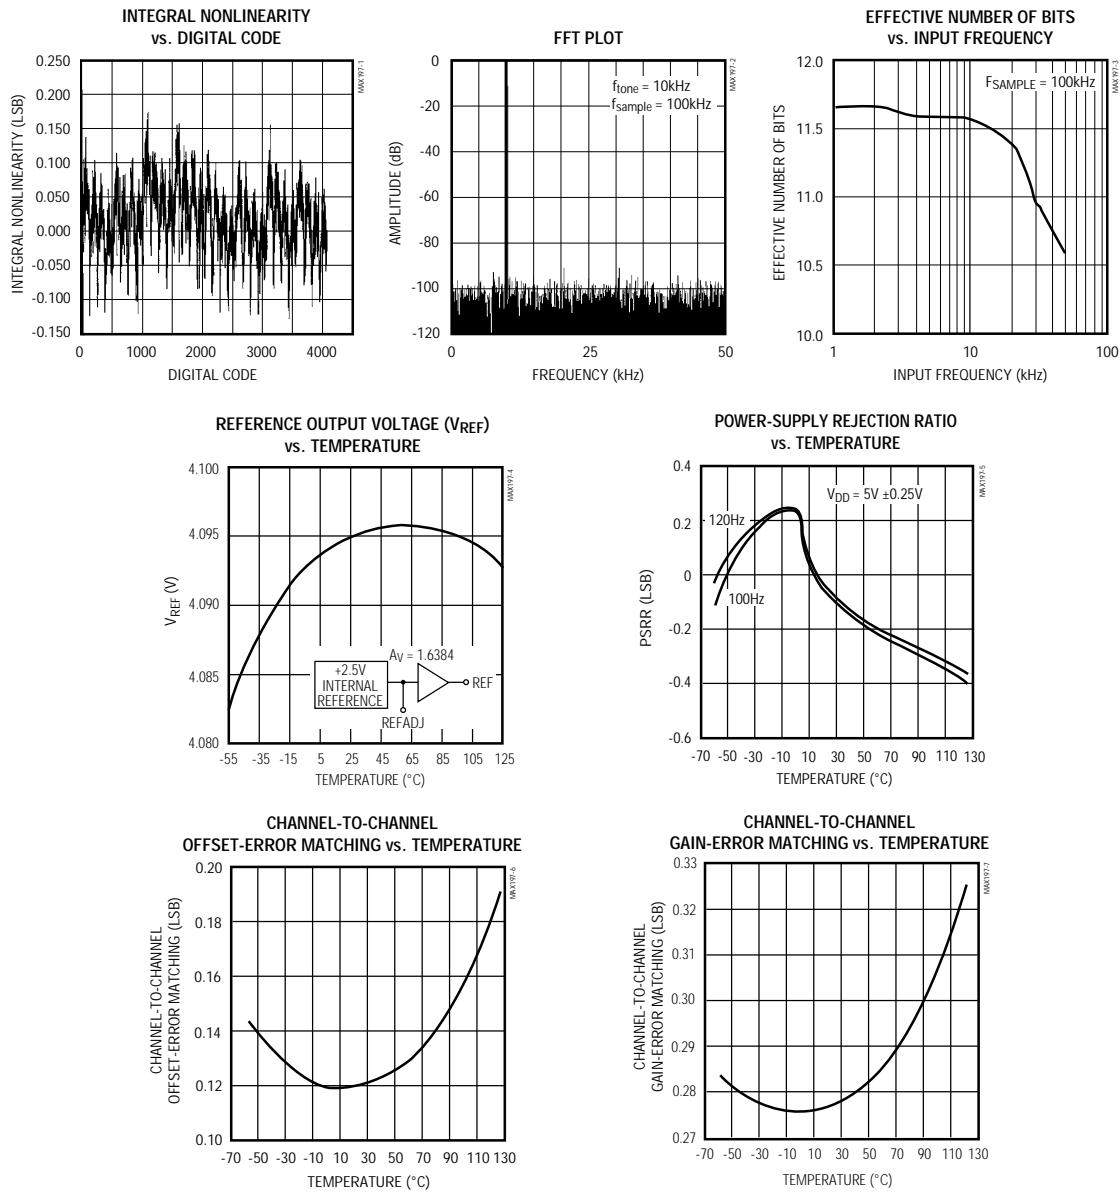 INTEGRAL NONLINEARITY
vs. DIGITAL CODE
INTEGRAL NONLINEARITY (LSB)
0.250
0.200
0.150
0.100
0.050
0.000
-0.050
-0.100
-0.150
0 1000 2000 3000 4000
DIGITAL CODE
MAX197-1
FFT PLOT
AMPLITUDE (dB)
0
-20
-40
-60
-80
-100
-120
ftone = 10kHz
fsample = 100kHz
0 25 50
FREQUENCY (kHz)
MAX197-2
EFFECTIVE NUMBER OF BITS
vs. INPUT FREQUENCY
EFFECTIVE NUMBER OF BITS
12.0
11.5
11.0
10.5
10.0
FSAMPLE = 100kHz
1 10 100
INPUT FREQUENCY (kHz)
MAX197-3
REFERENCE OUTPUT VOLTAGE (VREF)
vs. TEMPERATURE
VREF (V)
4.100
4.095
4.090
4.085
4.080
AV = 1.6384
+2.5V
INTERNAL
REFERENCE
REF
REFADJ
-55 -35 -15 5 25 45 65 85 105 125
TEMPERATURE (°C)
MAX197-4
POWER-SUPPLY REJECTION RATIO
vs. TEMPERATURE
PSRR (LSB)
0.4
0.2
0
-0.2
-0.4
-0.6
VDD = 5V ±0.25V
120Hz
100Hz
-70 -50 -30 -10 10 30 50 70 90 110 130
TEMPERATURE (°C)
MAX197-5
CHANNEL-TO-CHANNEL
OFFSET-ERROR MATCHING vs. TEMPERATURE
CHANNEL-TO-CHANNEL
OFFSET-ERROR MATCHING (LSB)
0.20
0.18
0.16
0.14
0.12
0.10
-70 -50 -30 -10 10 30 50 70 90 110 130
TEMPERATURE (°C)
MAX197-6
CHANNEL-TO-CHANNEL
GAIN-ERROR MATCHING vs. TEMPERATURE
CHANNEL-TO-CHANNEL
GAIN-ERROR MATCHING (LSB)
0.33
0.32
0.31
0.30
0.29
0.28
0.27
-70 -50 -30 -10 10 30 50 70 90 110 130
TEMPERATURE (°C)
MAX197-7